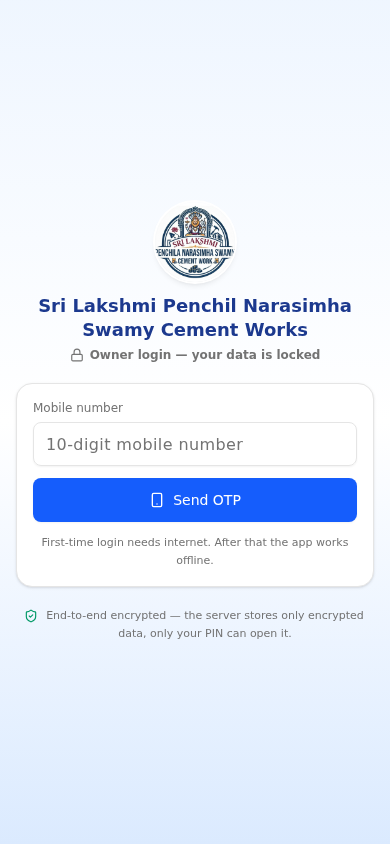 SRI LAKSHMI
PENCHILA NARASIMHA SWAMY
CEMENT WORK
Sri Lakshmi Penchil Narasimha
Swamy Cement Works
Owner login — your data is locked
Mobile number
10-digit mobile number
Send OTP
First-time login needs internet. After that the app works
offline.
End-to-end encrypted — the server stores only encrypted
data, only your PIN can open it.